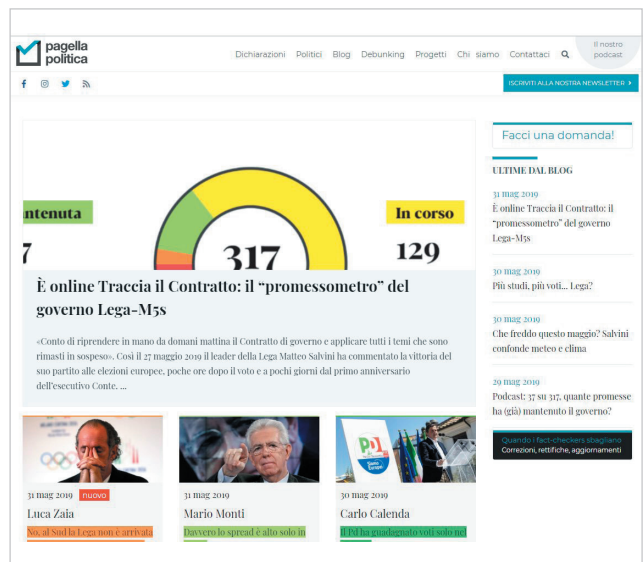 pagella
politica
Dichiarazioni Politici Blog Debunking Progetti Chi siamo Contattaci
Il nostro
podcast
ISCRIVITI ALLA NOSTRA NEWSLETTER >
ntenuta
7
317
In corso
129
È online Traccia il Contratto: il “promessometro” del
governo Lega-M5s
«Conto di riprendere in mano da domani mattina il Contratto di governo e applicare tutti i temi che sono
rimasti in sospeso». Così il 27 maggio 2019 il leader della Lega Matteo Salvini ha commentato la vittoria del
suo partito alle elezioni europee, poche ore dopo il voto e a pochi giorni dal primo anniversario
dell'esecutivo Conte. ...
31 mag 2019 nuovo
Luca Zaia
No, al Sud la Lega non è arrivata
31 mag 2019
Mario Monti
Davvero lo spread è alto solo in
PD
30 mag 2019
Carlo Calenda
Il Pd ha guadagnato voti solo nel
Facci una domanda!
ULTIME DAL BLOG
31 mag 2019
È online Traccia il Contratto: il
“promessometro” del governo
Lega-M5s
30 mag 2019
Più studi, più voti... Lega?
30 mag 2019
Che freddo questo maggio? Salvini
confonde meteo e clima
29 mag 2019
Podcast: 37 su 317, quante promesse
ha (già) mantenuto il governo?
Quando i fact-checkers sbagliano
Correzioni, rettifiche, aggiornamenti